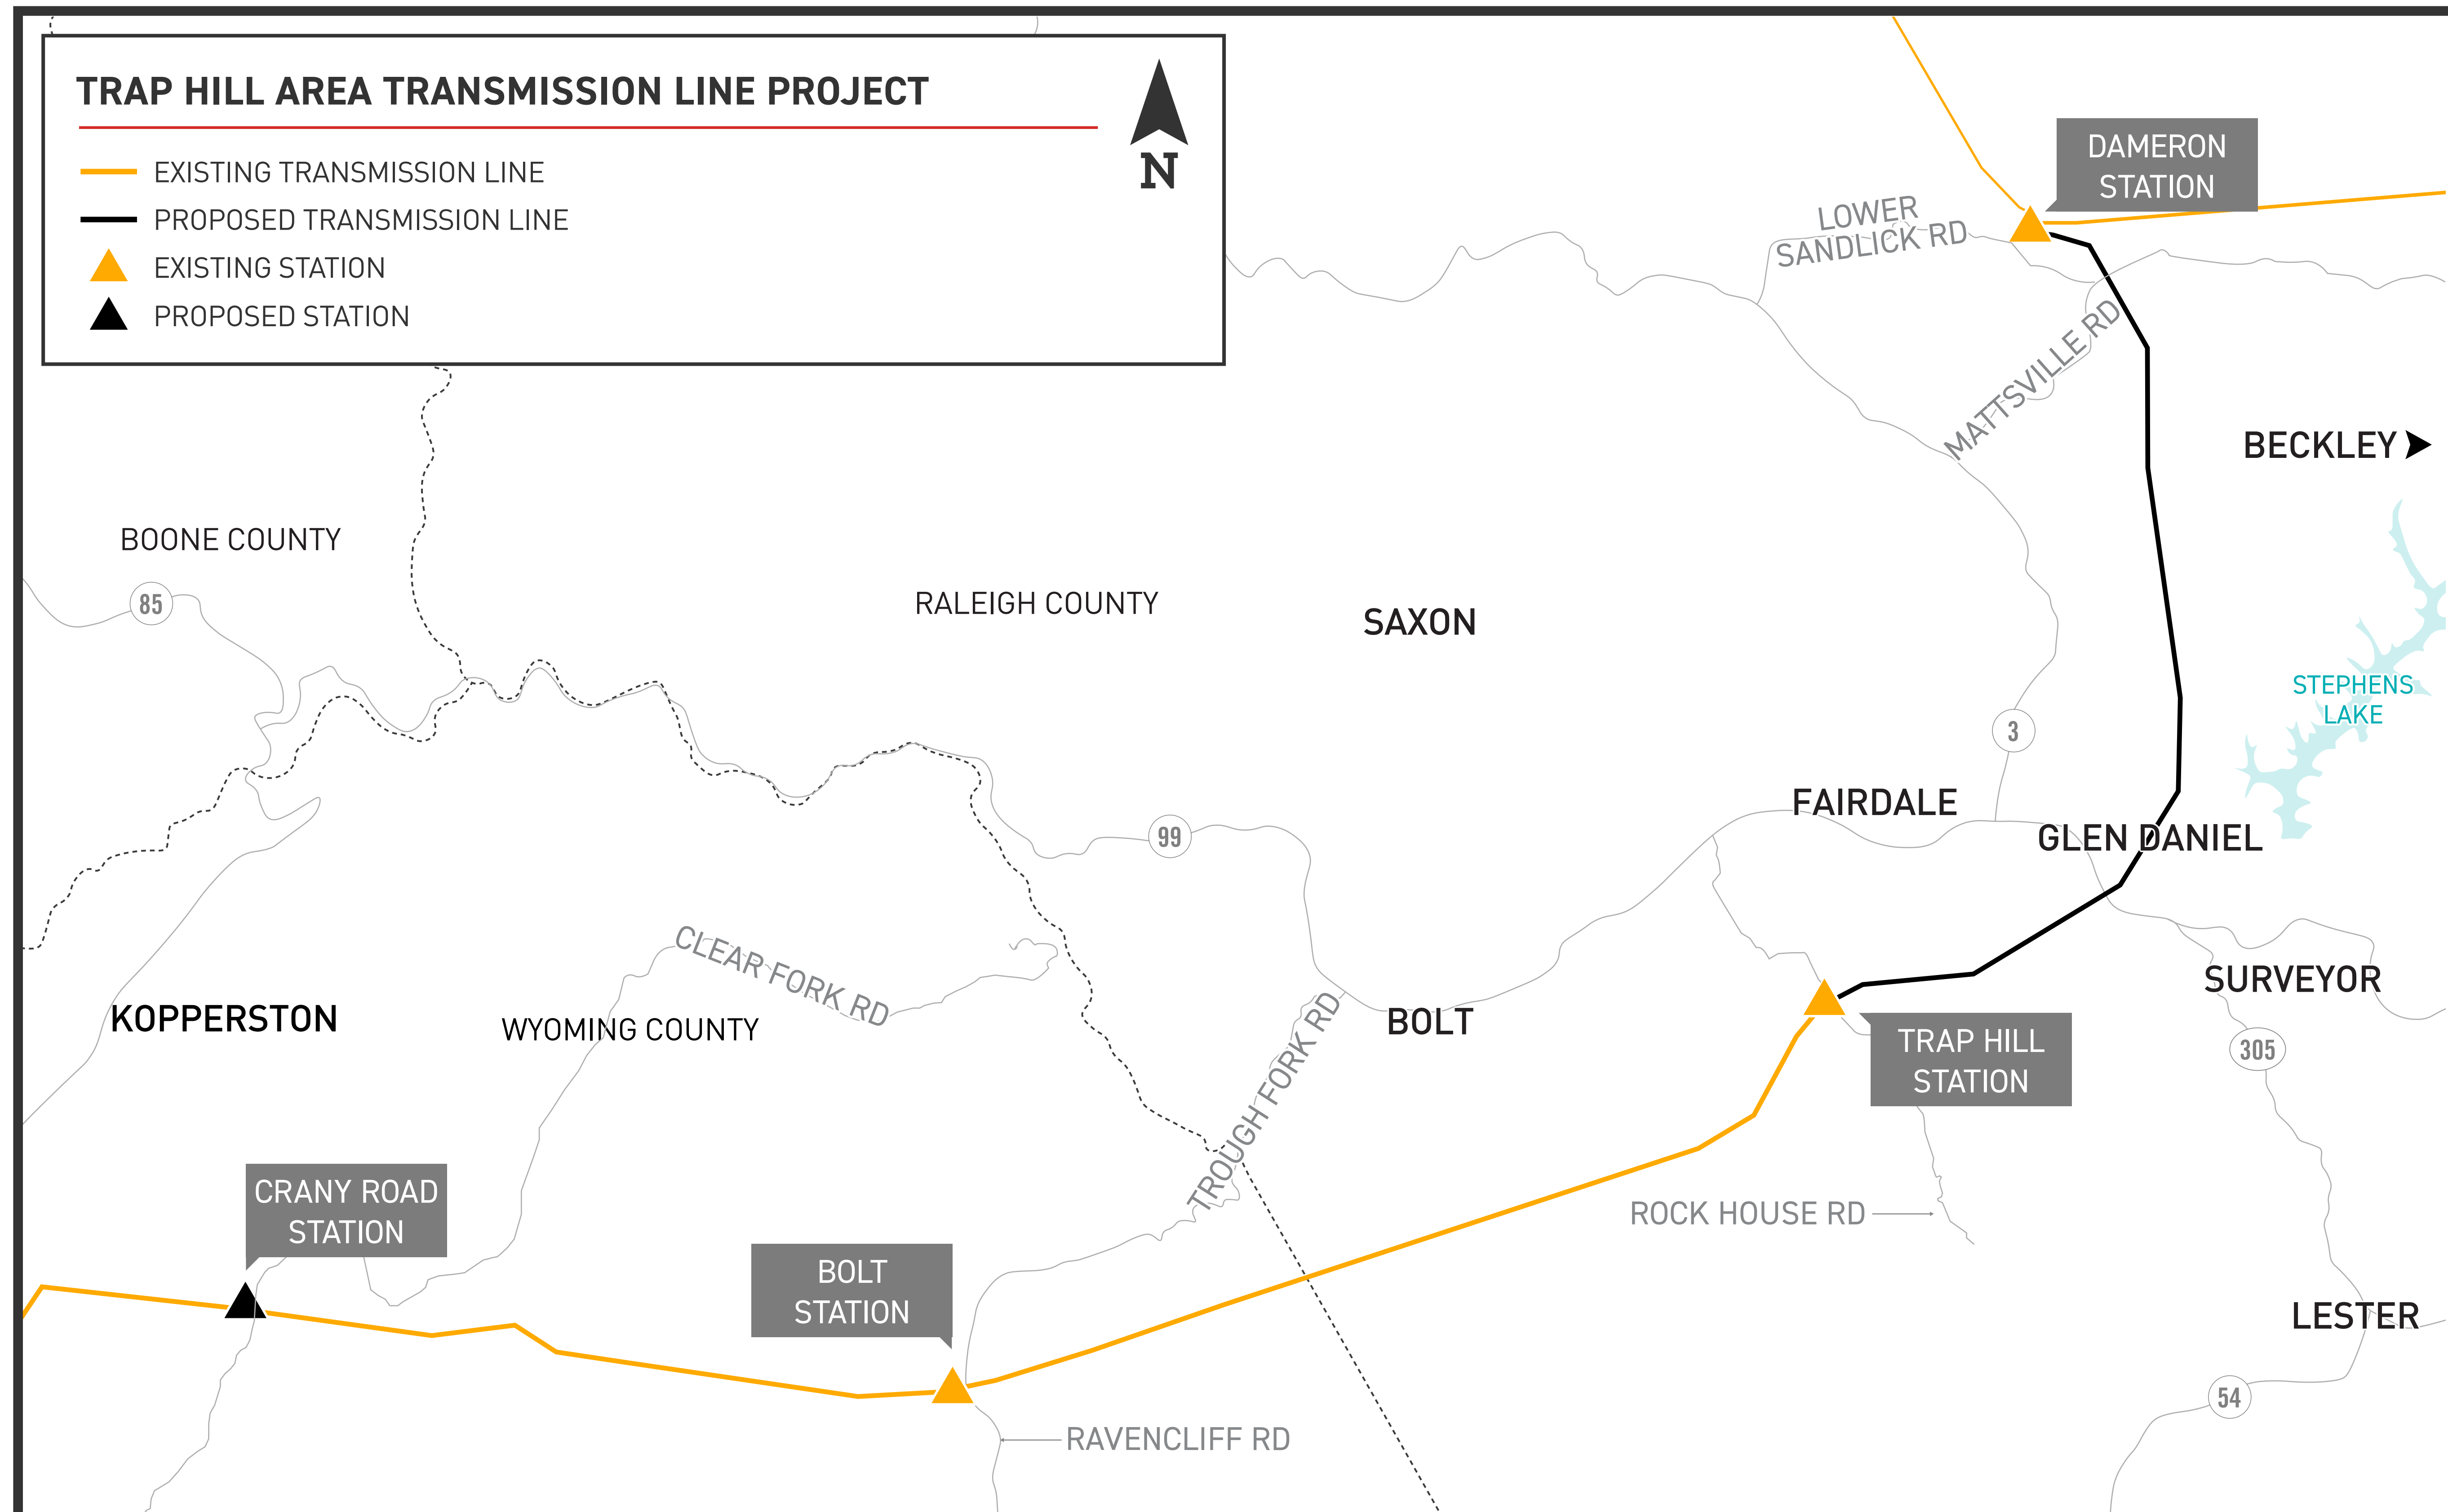 TRAP HILL AREA TRANSMISSION LINE PROJECT
EXISTING TRANSMISSION LINE
PROPOSED TRANSMISSION LINE
EXISTING STATION
PROPOSED STATION
N
DAMERON
STATION
LOWER
SANDLICK RD
MATTSVILLE RD
BECKLEY
BOONE COUNTY
85
RALEIGH COUNTY
SAXON
STEPHENS
LAKE
3
FAIRDALE
GLEN DANIEL
99
CLEAR FORK RD
SURVEYOR
KOPPERSTON
WYOMING COUNTY
TROUGH FORK RD
BOLT
TRAP HILL
STATION
305
CRANY ROAD
STATION
ROCK HOUSE RD
BOLT
STATION
LESTER
54
RAVENCLIFF RD